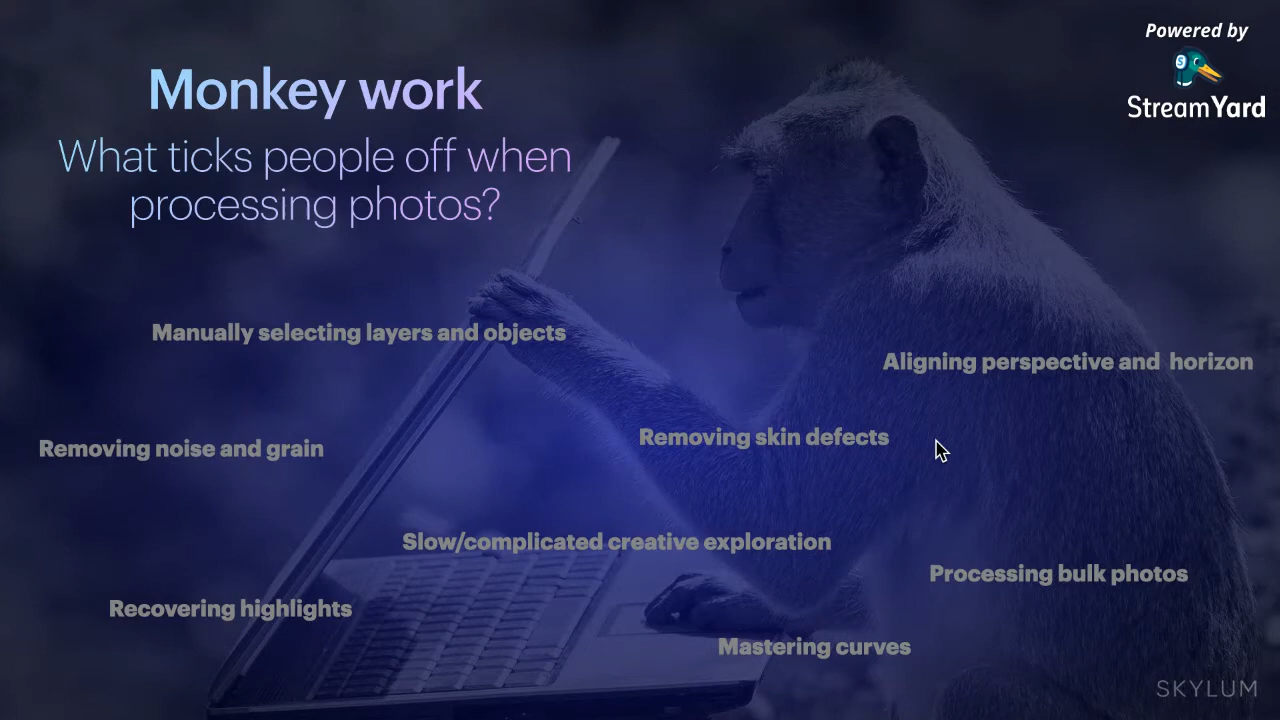 Powered by
StreamYard
Monkey work
What ticks people off when
processing photos?
Manually selecting layers and objects
Aligning perspective and horizon
Removing skin defects
Removing noise and grain
Slow/complicated creative exploration
Processing bulk photos
Recovering highlights
Mastering curves
SKYLUM